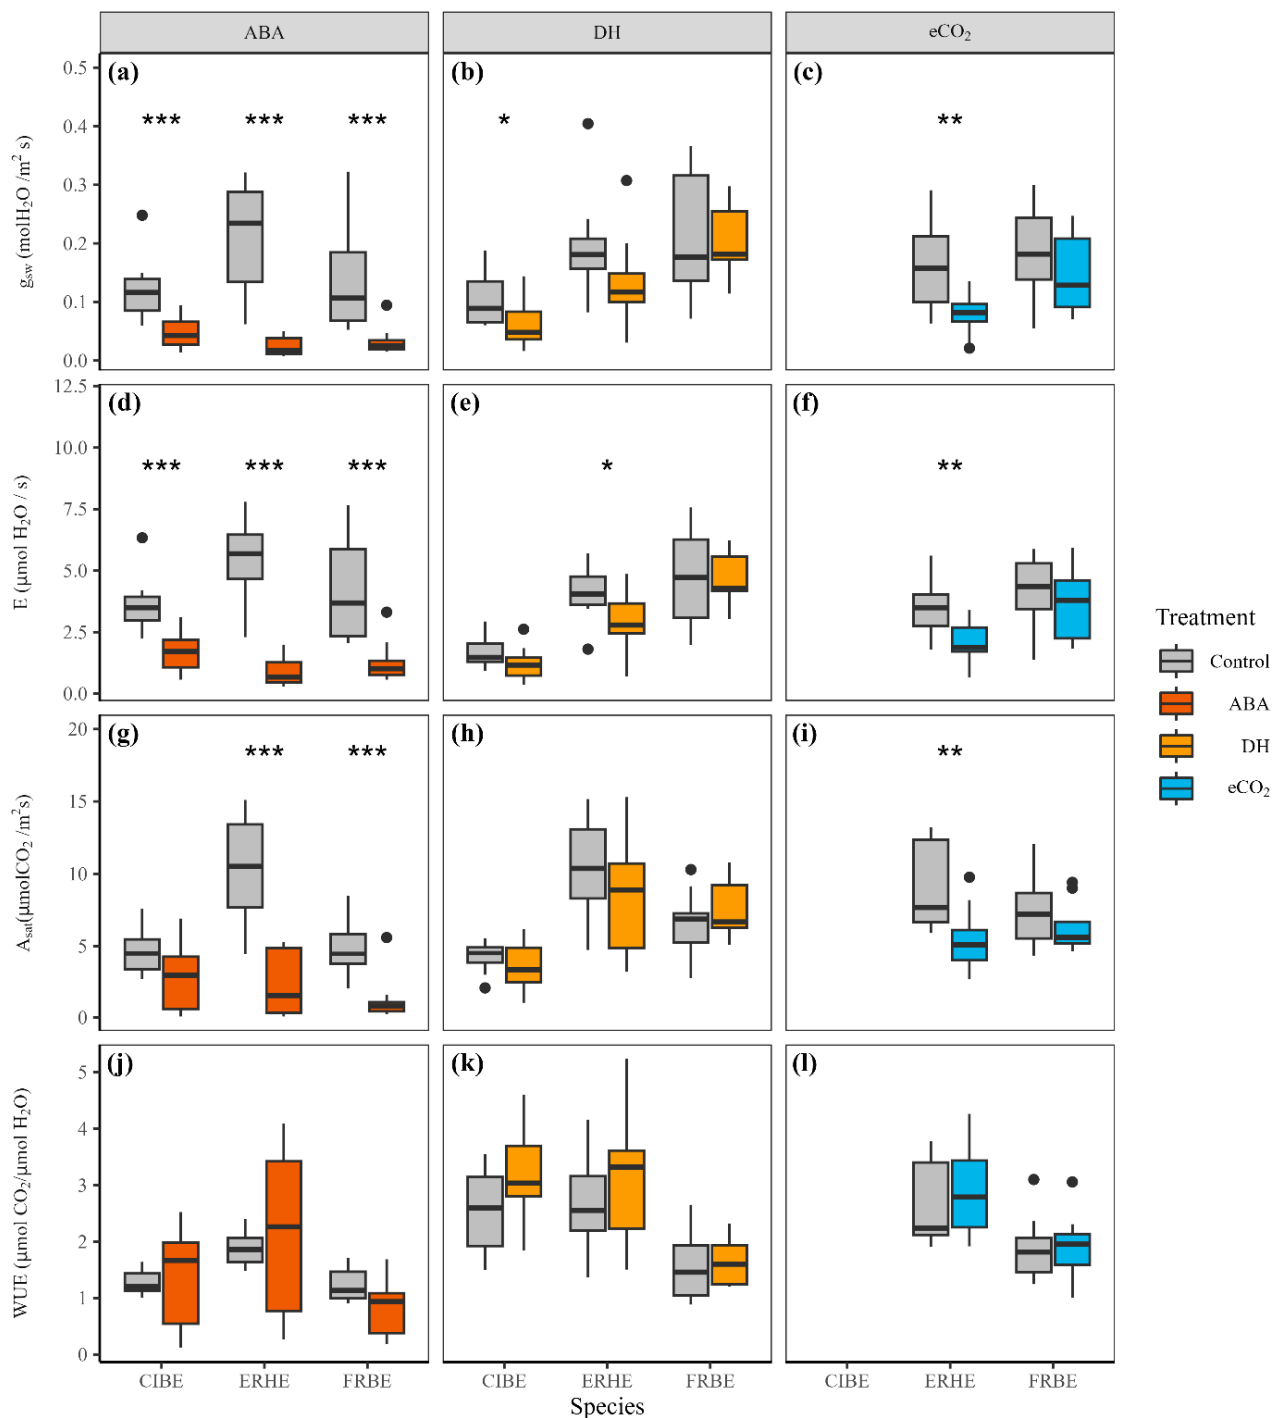 ABA DH eCO₂
(a) (b) (c)
0.5
0.4
0.3
0.2
0.1
0.0
*** *** *** * **
gsw (molH₂O /m² s)
(d) (e) (f)
12.5
10.0
7.5
5.0
2.5
0.0
*** *** *** * **
E (μmol H₂O / s)
(g) (h) (i)
20
15
10
5
0
*** *** **
Asat(μmolCO₂ /m²s)
(j) (k) (l)
5
4
3
2
1
0
WUE (μmol CO₂/μmol H₂O)
CIBE ERHE FRBE CIBE ERHE FRBE CIBE ERHE FRBE
Species
Treatment
Control
ABA
DH
eCO₂